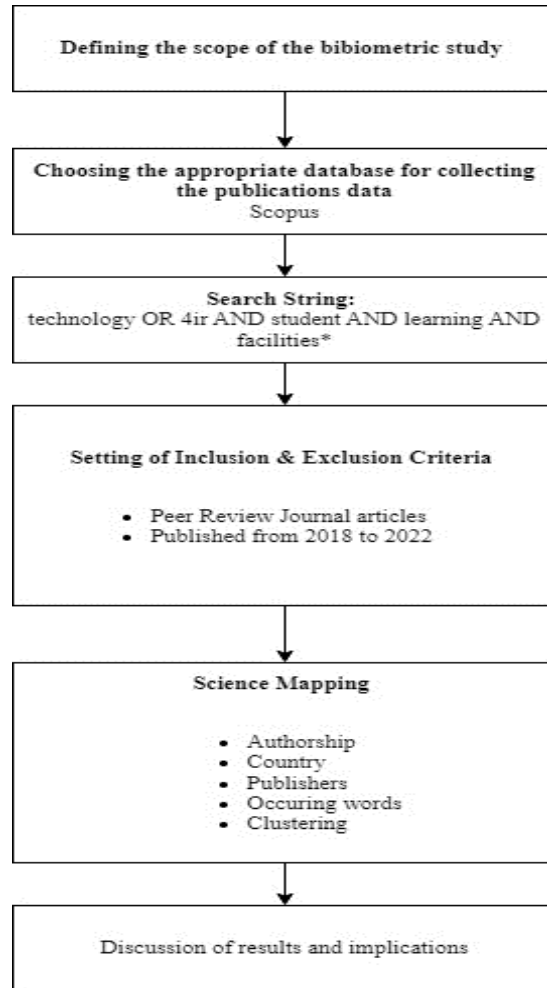 Defining the scope of the bibiometric study
Choosing the appropriate database for collecting
the publications data
Scopus
Search String:
technology OR 4ir AND student AND learning AND
facilities*
Setting of Inclusion & Exclusion Criteria
• Peer Review Journal articles
• Published from 2018 to 2022
Science Mapping
• Authorship
• Country
• Publishers
• Occuring words
• Clustering
Discussion of results and implications